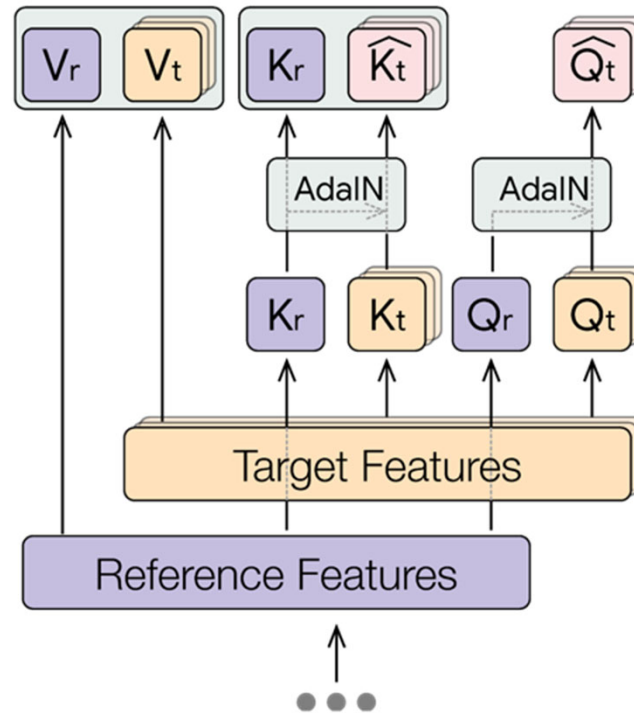 Vr Vt Kr K̂t Q̂t
AdaIN AdaIN
Kr Kt Qr Qt
Target Features
Reference Features